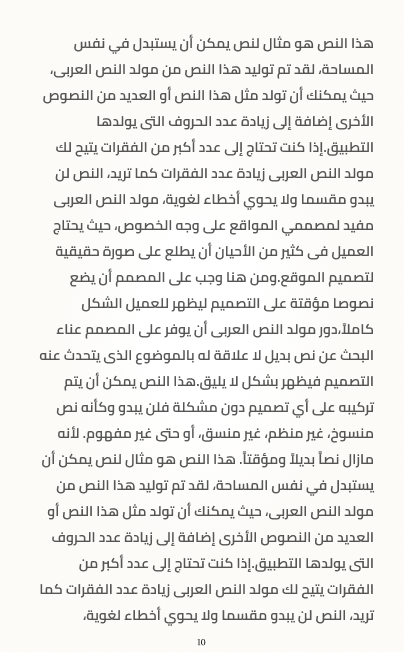 هذا النص هو مثال لنص يمكن أن يستبدل في نفس
المساحة، لقد تم توليد هذا النص من مولد النص العربى،
حيث يمكنك أن تولد مثل هذا النص أو العديد من النصوص
الأخرى إضافة إلى زيادة عدد الحروف التى يولدها
التطبيق.إذا كنت تحتاج إلى عدد أكبر من الفقرات يتيح لك
مولد النص العربى زيادة عدد الفقرات كما تريد، النص لن
يبدو مقسما ولا يحوي أخطاء لغوية، مولد النص العربى
مفيد لمصممي المواقع على وجه الخصوص، حيث يحتاج
العميل فى كثير من الأحيان أن يطلع على صورة حقيقية
لتصميم الموقع.ومن هنا وجب على المصمم أن يضع
نصوصا مؤقتة على التصميم ليظهر للعميل الشكل
كاملاً،دور مولد النص العربى أن يوفر على المصمم عناء
البحث عن نص بديل لا علاقة له بالموضوع الذى يتحدث عنه
التصميم فيظهر بشكل لا يليق.هذا النص يمكن أن يتم
تركيبه على أي تصميم دون مشكلة فلن يبدو وكأنه نص
منسوخ، غير منظم، غير منسق، أو حتى غير مفهوم. لأنه
مازال نصاً بديلاً ومؤقتاً. هذا النص هو مثال لنص يمكن أن
يستبدل في نفس المساحة، لقد تم توليد هذا النص من
مولد النص العربى، حيث يمكنك أن تولد مثل هذا النص أو
العديد من النصوص الأخرى إضافة إلى زيادة عدد الحروف
التى يولدها التطبيق.إذا كنت تحتاج إلى عدد أكبر من
الفقرات يتيح لك مولد النص العربى زيادة عدد الفقرات كما
تريد، النص لن يبدو مقسما ولا يحوي أخطاء لغوية،
10